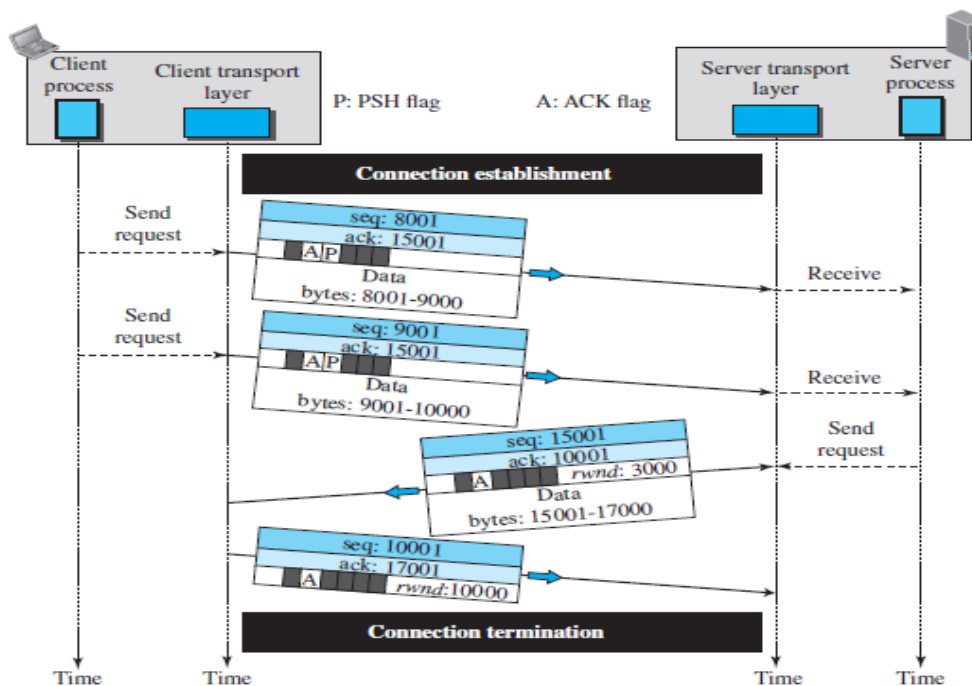 Client
process
Client transport
layer
P: PSH flag
A: ACK flag
Server transport
layer
Server
process
Connection establishment
Send
request
seq: 8001
ack: 15001
A P
Data
bytes: 8001-9000
Receive
Send
request
seq: 9001
ack: 15001
A P
Data
bytes: 9001-10000
Receive
Send
request
seq: 15001
ack: 10001
A
rwnd: 3000
Data
bytes: 15001-17000
seq: 10001
ack: 17001
A
rwnd:10000
Connection termination
Time
Time
Time
Time